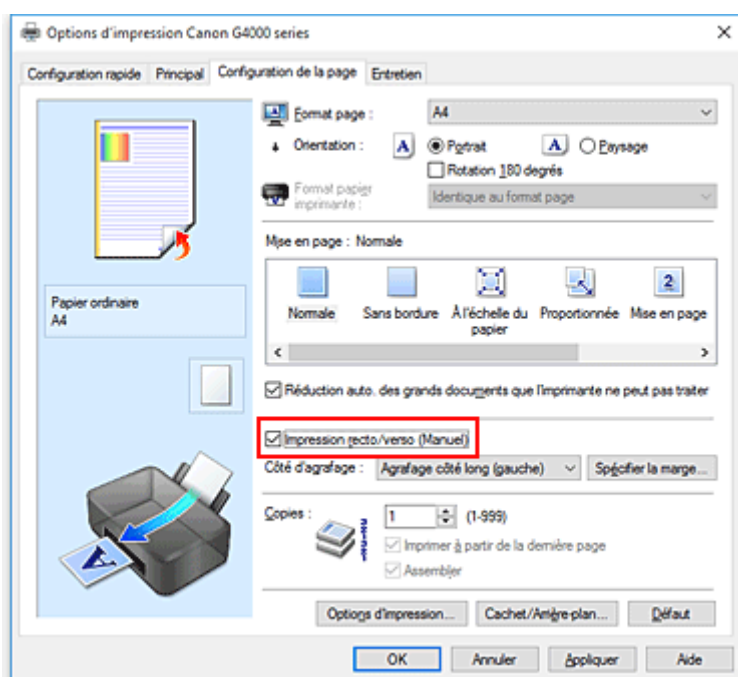 Options d'impression Canon G4000 series
Configuration rapide Principal Configuration de la page Entretien
Format page : A4
Orientation : A Portrait A Paysage
Rotation 180 degrés
Format papier
imprimante : Identique au format page
Mise en page : Normale
2
Normale Sans bordure À l'échelle du
papier Proportionnée Mise en page
Papier ordinaire
A4
Réduction auto. des grands documents que l'imprimante ne peut pas traiter
Impression recto/verso (Manuel)
Côté d'agrafage : Agrafage côté long (gauche) Spécifier la marge...
Copies : 1 (1-999)
Imprimer à partir de la dernière page
Assembler
A
Options d'impression... Cachet/Arrière-plan... Défaut
OK Annuler Appliquer Aide